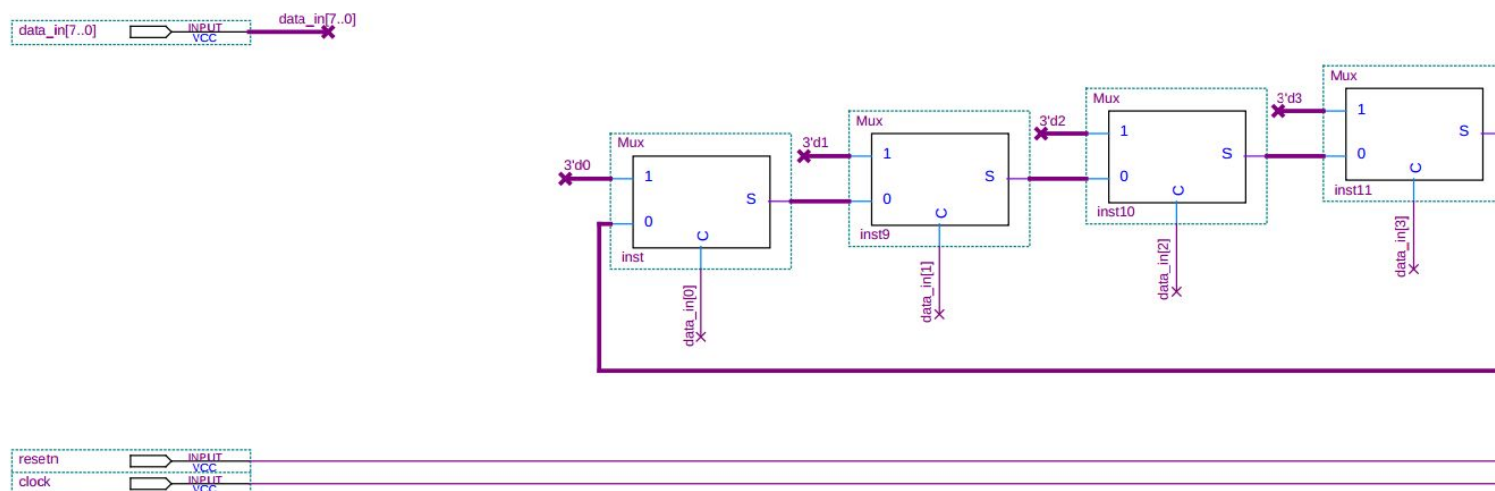 data_in[7..0]
INPUT
VCC
data_in[7..0]
Mux
3'd0
1
0
S
C
inst
data_in[0]
Mux
3'd1
1
0
S
C
inst9
data_in[1]
Mux
3'd2
1
0
S
C
inst10
data_in[2]
Mux
3'd3
1
0
S
C
inst11
data_in[3]
resetn
INPUT
VCC
clock
INPUT
VCC